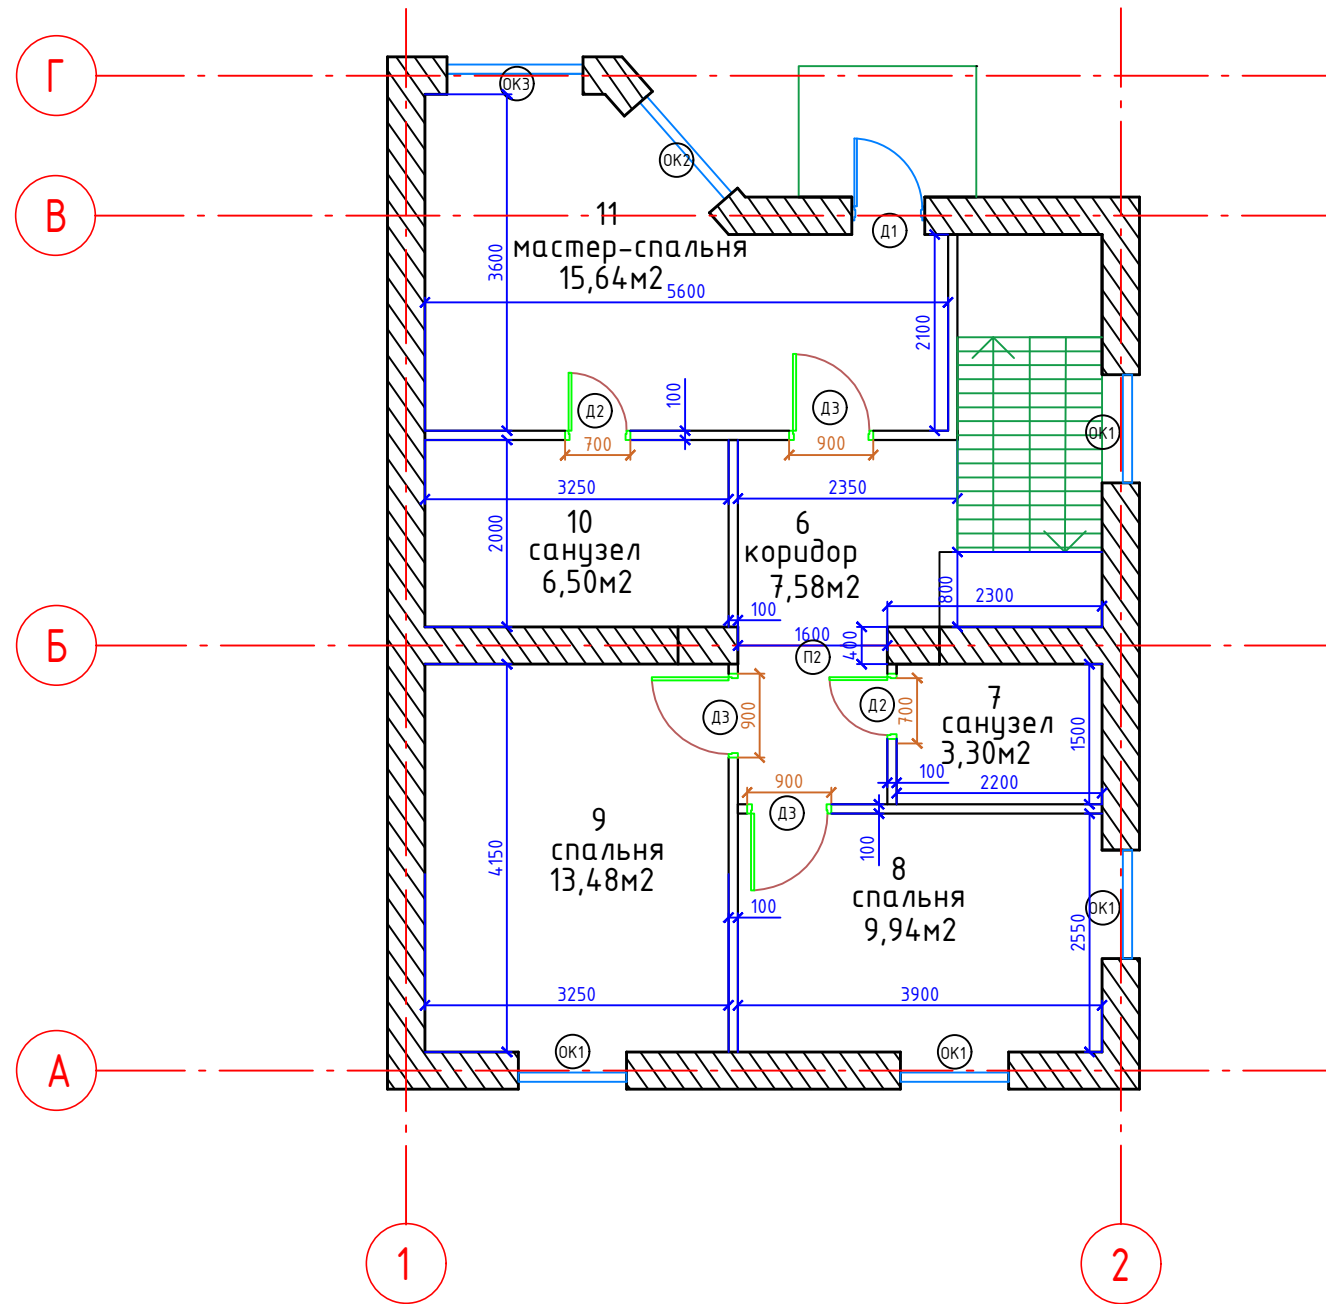 Г
ОК3
ОК2
В
11
Д1
мастер-спальня
15,64м2
3600
5600
2100
100
Д2
Д3
700
900
ОК1
3250
2350
2000
10
санузел
6,50м2
6
коридор
7,58м2
800
2300
100
1600
400
Б
П2
7
санузел
3,30м2
Д3
900
Д2
700
1500
100
2200
900
Д3
9
спальня
13,48м2
4150
100
8
спальня
9,94м2
100
ОК1
2550
3250
3900
ОК1
ОК1
А
1
2